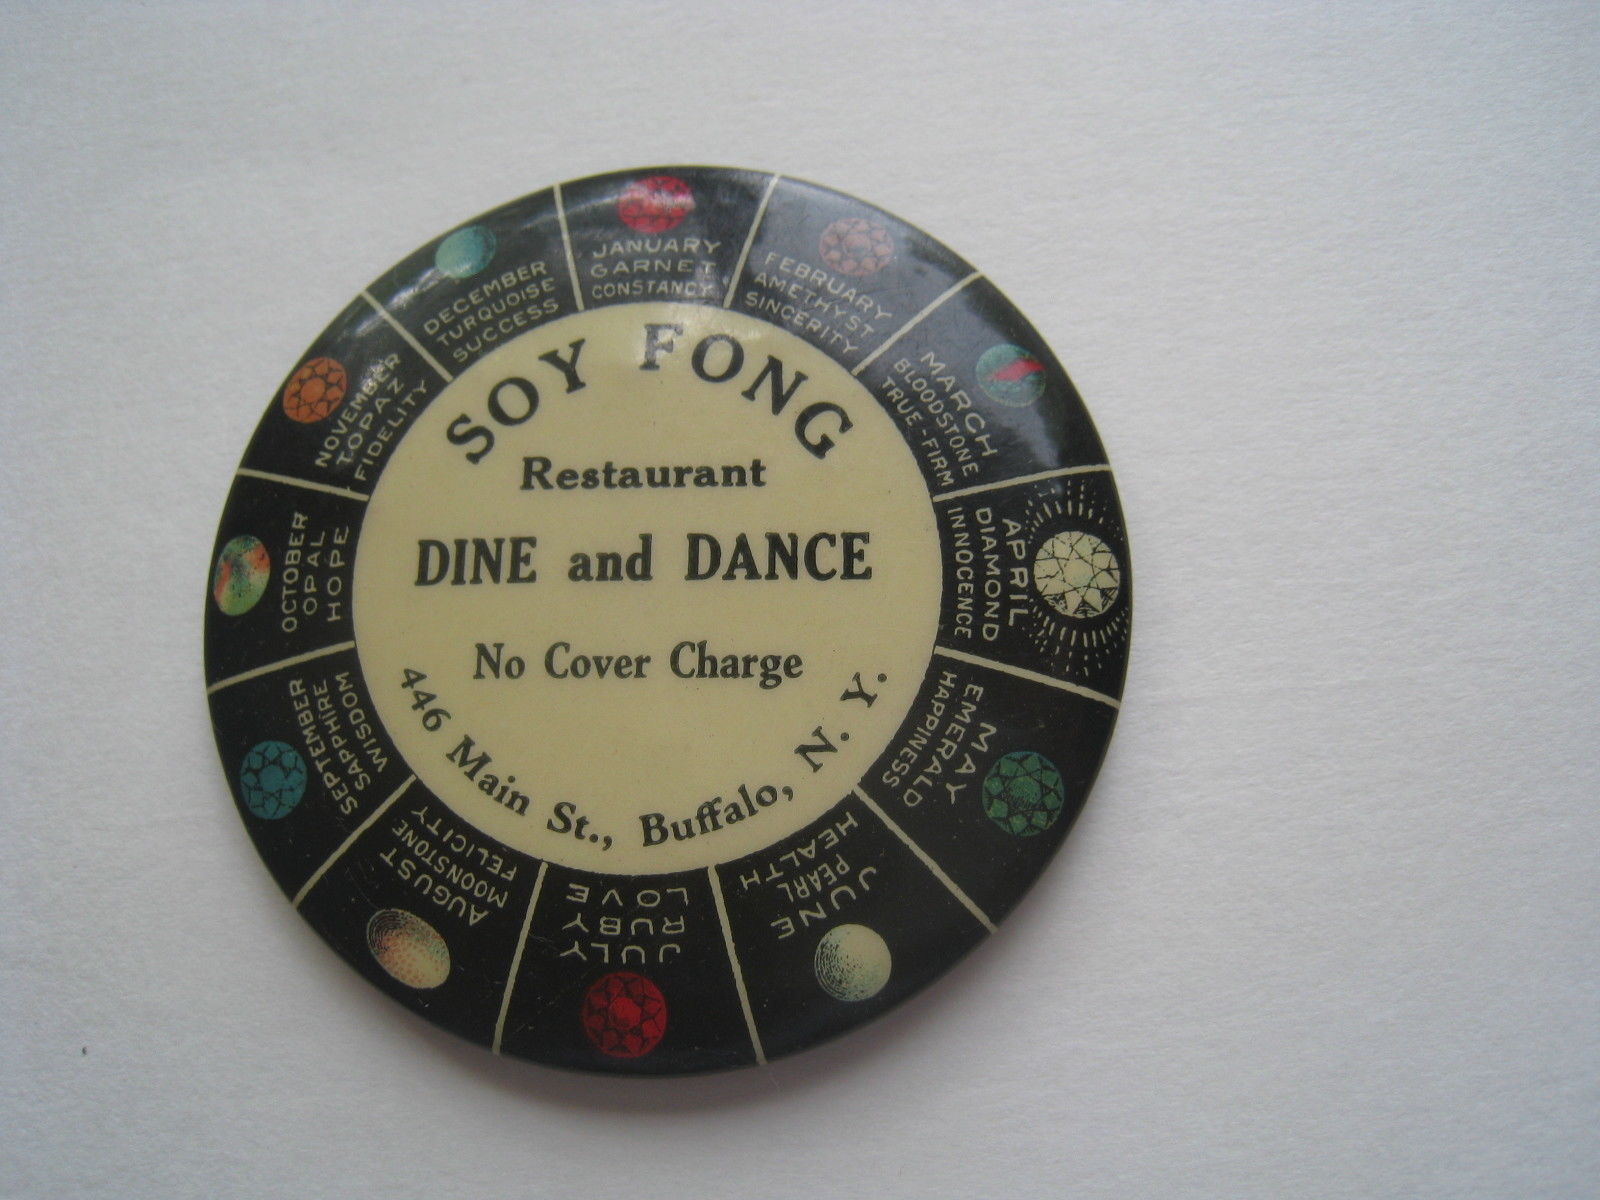 SOY FONG
Restaurant
DINE and DANCE
No Cover Charge
446 Main St., Buffalo, N. Y.
JANUARY
GARNET
CONSTANCY
FEBRUARY
AMETHYST
SINCERITY
MARCH
BLOODSTONE
TRUE-FIRM
APRIL
DIAMOND
INNOCENCE
MAY
EMERALD
HAPPINESS
JUNE
PEARL
HEALTH
JULY
RUBY
LOVE
AUGUST
MOONSTONE
FELICITY
SEPTEMBER
SAPPHIRE
WISDOM
OCTOBER
OPAL
HOPE
NOVEMBER
TOPAZ
FIDELITY
DECEMBER
TURQUOISE
SUCCESS